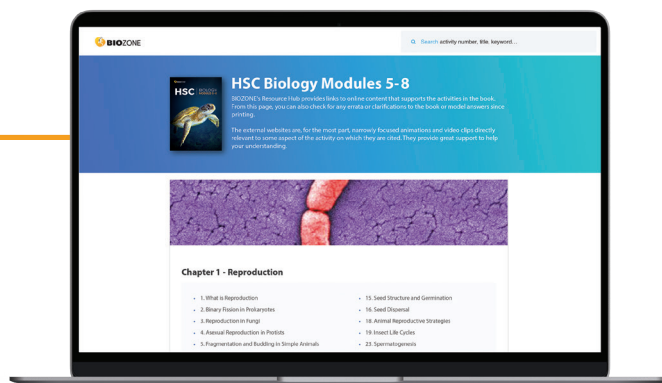 BIOZONE
Search activity number, title, keyword...
HSC Biology Modules 5-8
HSC BIOLOGY
BIOZONE's Resource Hub provides links to online content that supports the activities in the book.
From this page, you can also check for any errata or clarifications to the book or model answers since
printing.
The external websites are, for the most part, narrowly focused animations and video clips directly
relevant to some aspect of the activity on which they are cited. They provide great support to help
your understanding.
Chapter 1 - Reproduction
1. What is Reproduction
2. Binary Fission in Prokaryotes
3. Reproduction in Fungi
4. Asexual Reproduction in Protists
5. Fragmentation and Budding in Simple Animals
15. Seed Structure and Germination
16. Seed Dispersal
18. Animal Reproductive Strategies
19. Insect Life Cycles
23. Spermatogenesis